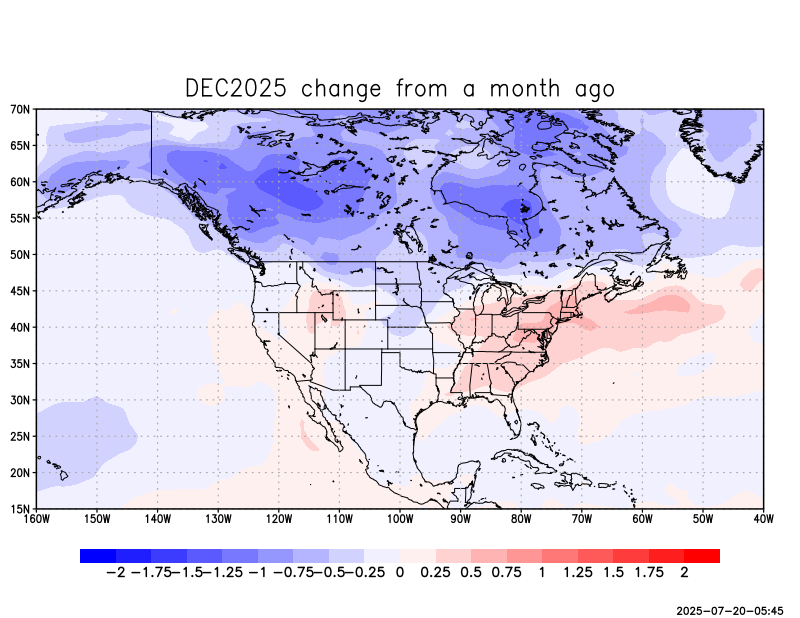 DEC2025 change from a month ago
70N
65N
60N
55N
50N
45N
40N
35N
30N
25N
20N
15N
160W 150W 140W 130W 120W 110W 100W 90W 80W 70W 60W 50W 40W
−2 −1.75 −1.5 −1.25 −1 −0.75 −0.5 −0.25 0 0.25 0.5 0.75 1 1.25 1.5 1.75 2
2025-07-20-05:45